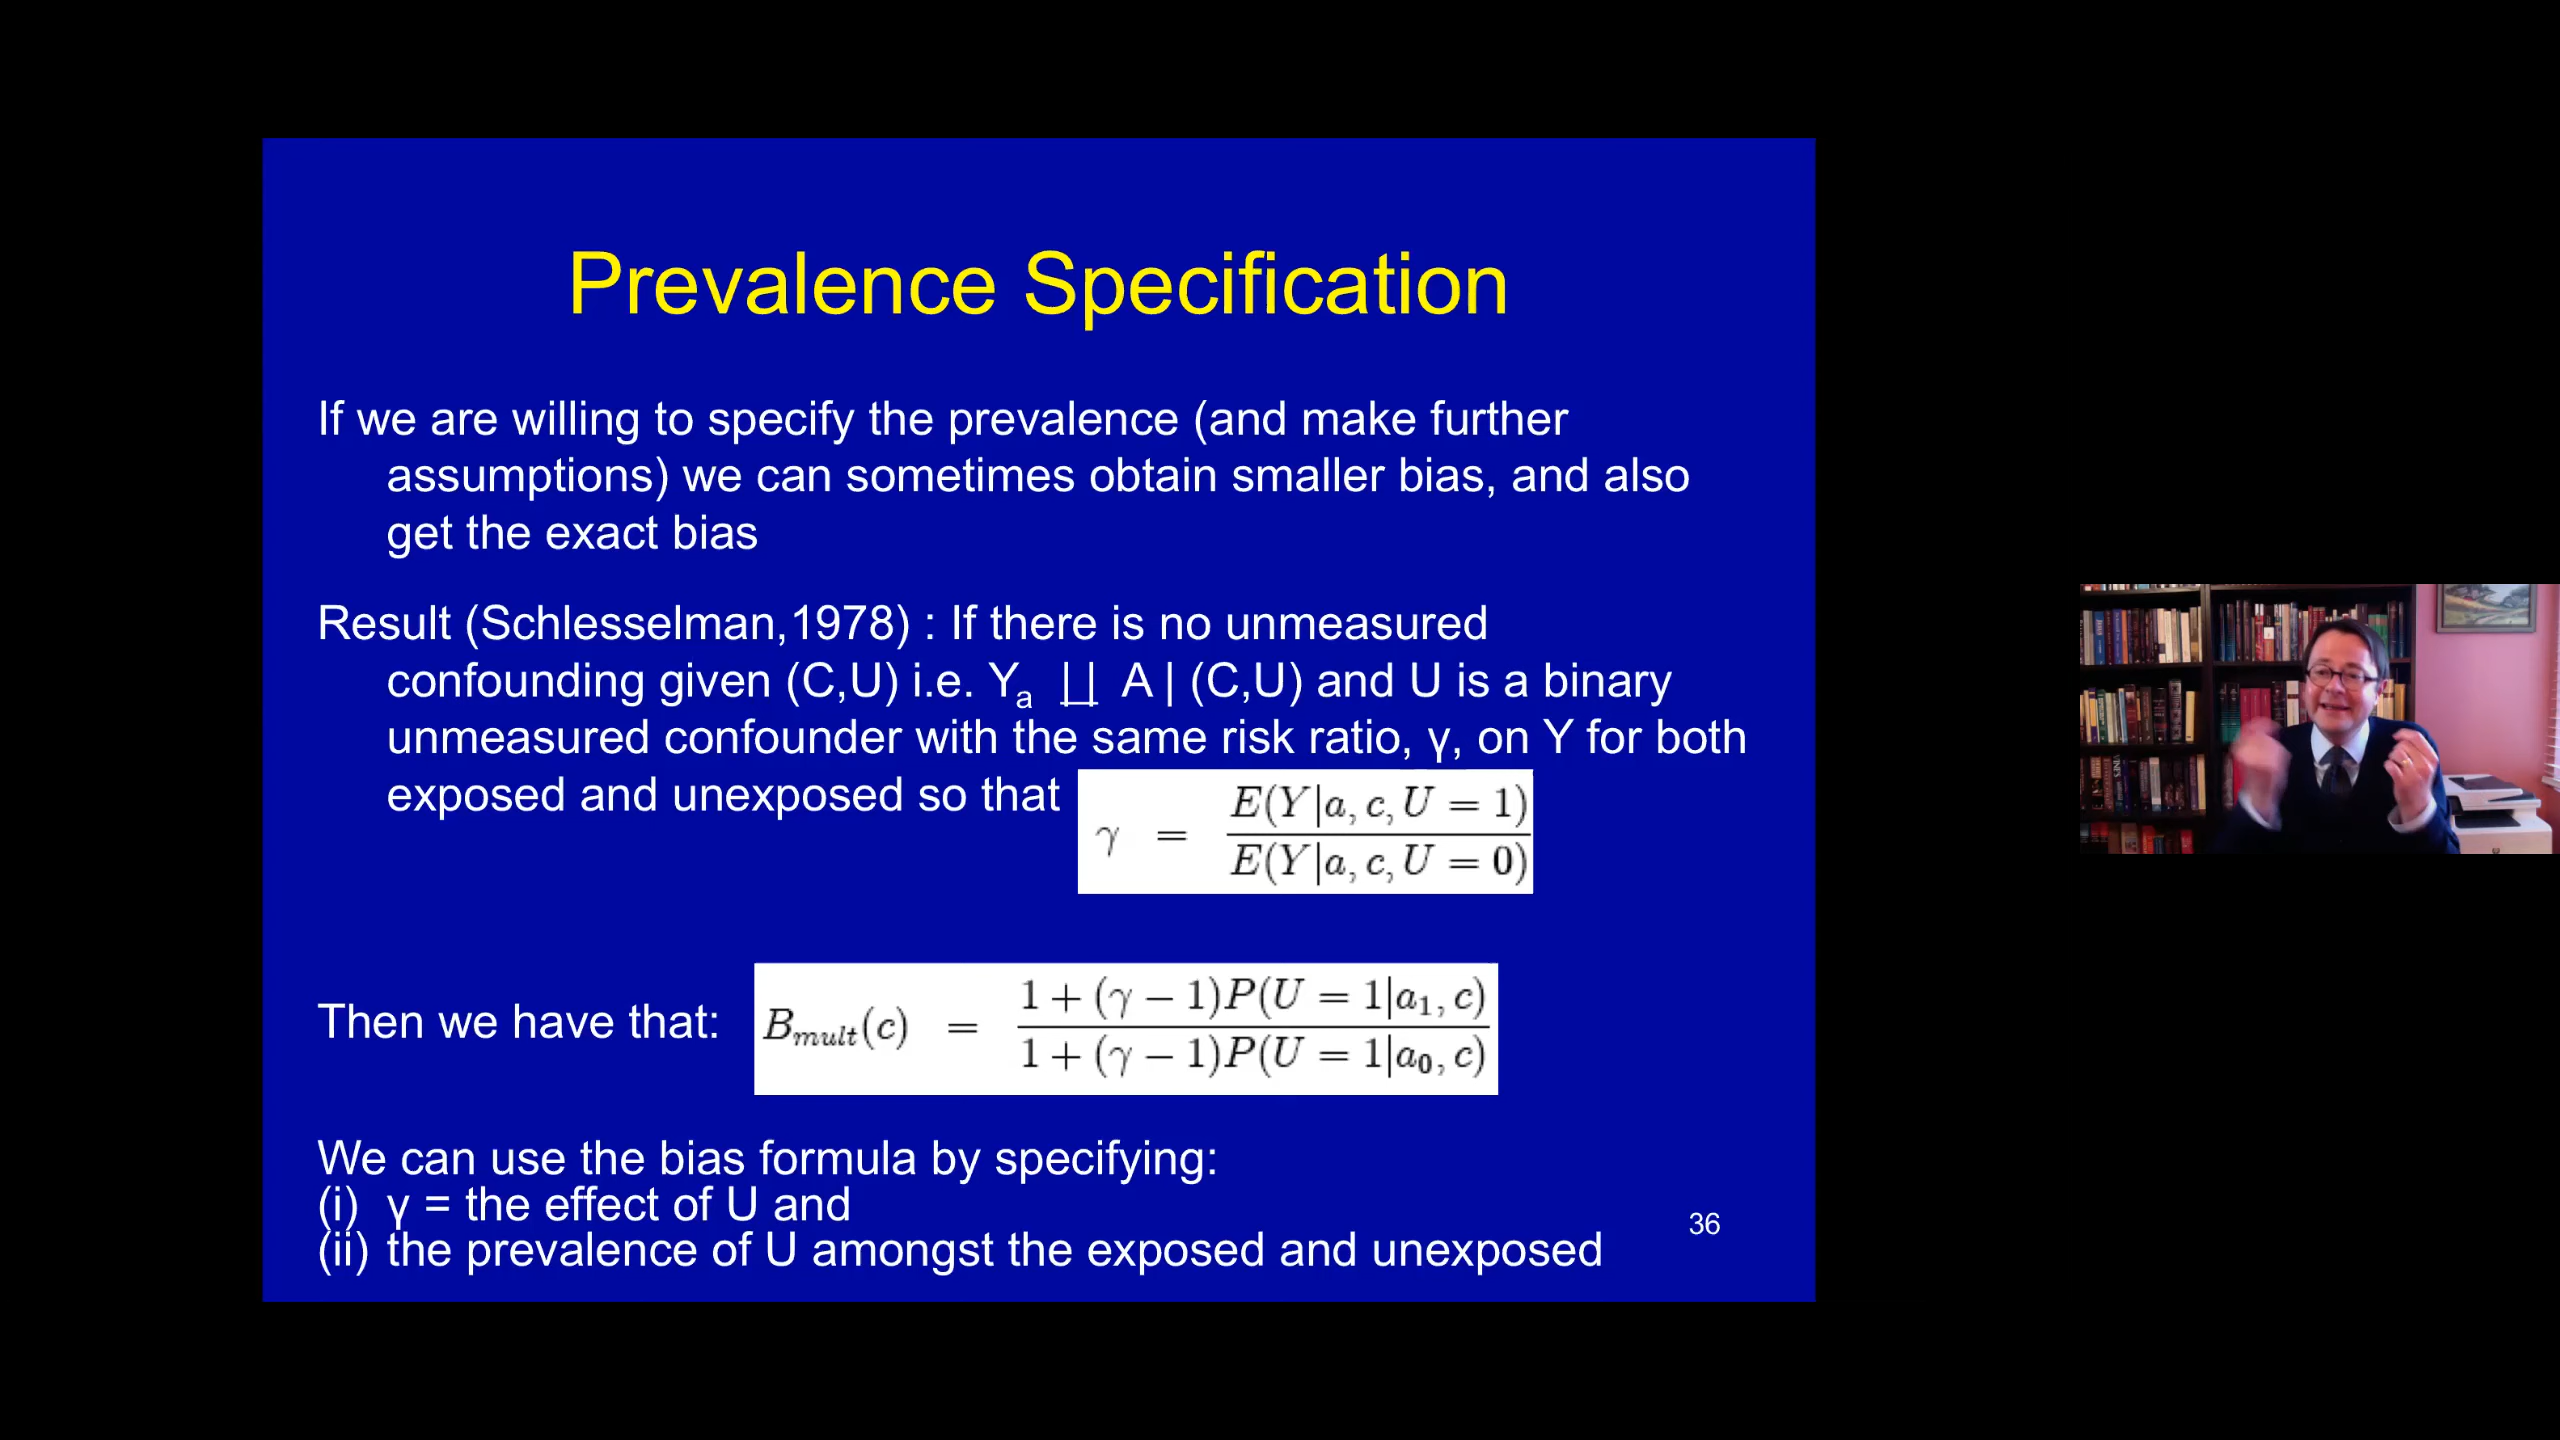 Prevalence Specification
If we are willing to specify the prevalence (and make further
assumptions) we can sometimes obtain smaller bias, and also
get the exact bias
Result (Schlesselman,1978) : If there is no unmeasured
confounding given (C,U) i.e. Yₐ ∐ A | (C,U) and U is a binary
unmeasured confounder with the same risk ratio, γ, on Y for both
exposed and unexposed so that
γ = E(Y|a, c, U = 1) / E(Y|a, c, U = 0)
Then we have that:
B_mult(c) = 1 + (γ − 1)P(U = 1|a₁, c) / 1 + (γ − 1)P(U = 1|a₀, c)
We can use the bias formula by specifying:
(i) γ = the effect of U and
(ii) the prevalence of U amongst the exposed and unexposed
36